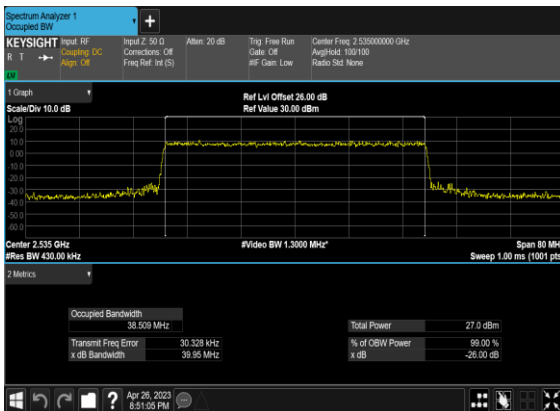 Spectrum Analyzer 1
Occupied BW
KEYSIGHT
R T
LV
Input: RF
Coupling: DC
Align: Off
Input Z: 50 Ω
Corrections: Off
Freq Ref: Int (S)
Atten: 20 dB
Trig: Free Run
Gate: Off
#IF Gain: Low
Center Freq: 2.535000000 GHz
Avg|Hold: 100/100
Radio Std: None
1 Graph
Scale/Div 10.0 dB
Ref Lvl Offset 26.00 dB
Ref Value 30.00 dBm
Log
20.0
10.0
0.00
-10.0
-20.0
-30.0
-40.0
-50.0
-60.0
Center 2.535 GHz
#Video BW 1.3000 MHz*
Span 80 MH
#Res BW 430.00 kHz
Sweep 1.00 ms (1001 pts
2 Metrics
Occupied Bandwidth
38.509 MHz
Total Power 27.0 dBm
Transmit Freq Error 30.328 kHz
% of OBW Power 99.00 %
x dB Bandwidth 39.95 MHz
x dB -26.00 dB
?
Apr 26, 2023
8:51:05 PM